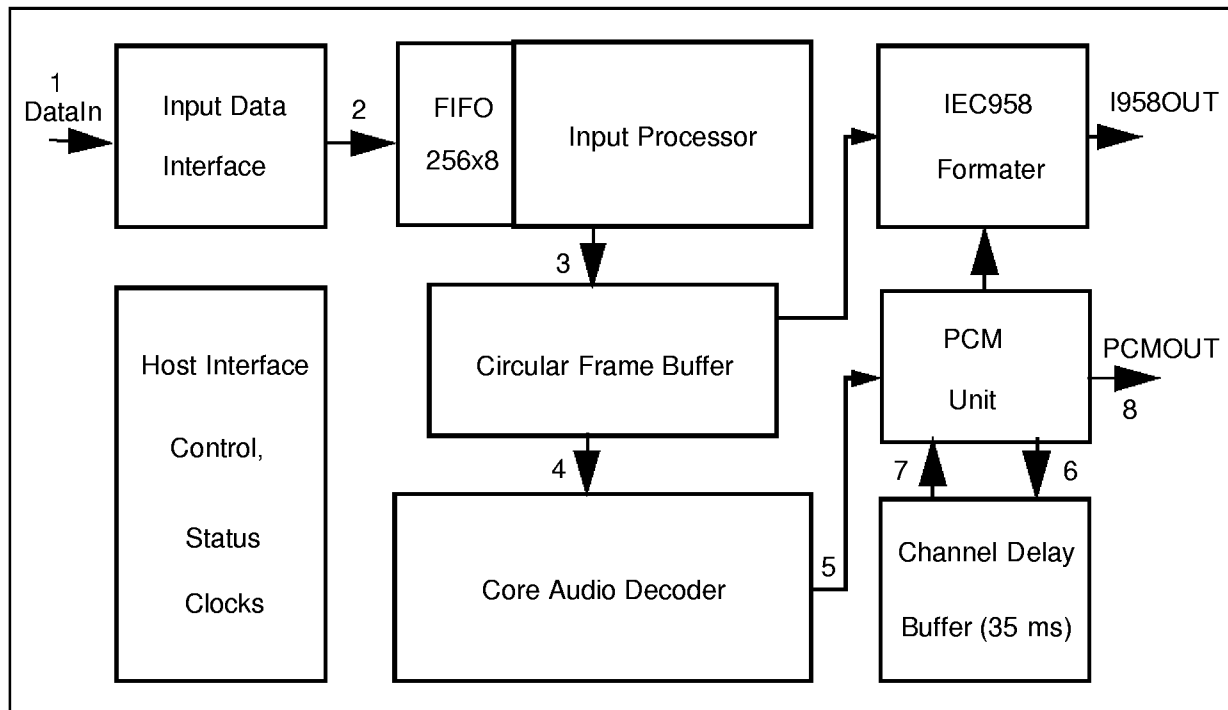 1
DataIn
Input Data
Interface
2
FIFO
256x8
Input Processor
IEC958
Formater
I958OUT
3
Host Interface
Control,
Status
Clocks
Circular Frame Buffer
PCM
Unit
PCMOUT
8
4
7
6
Core Audio Decoder
5
Channel Delay
Buffer (35 ms)